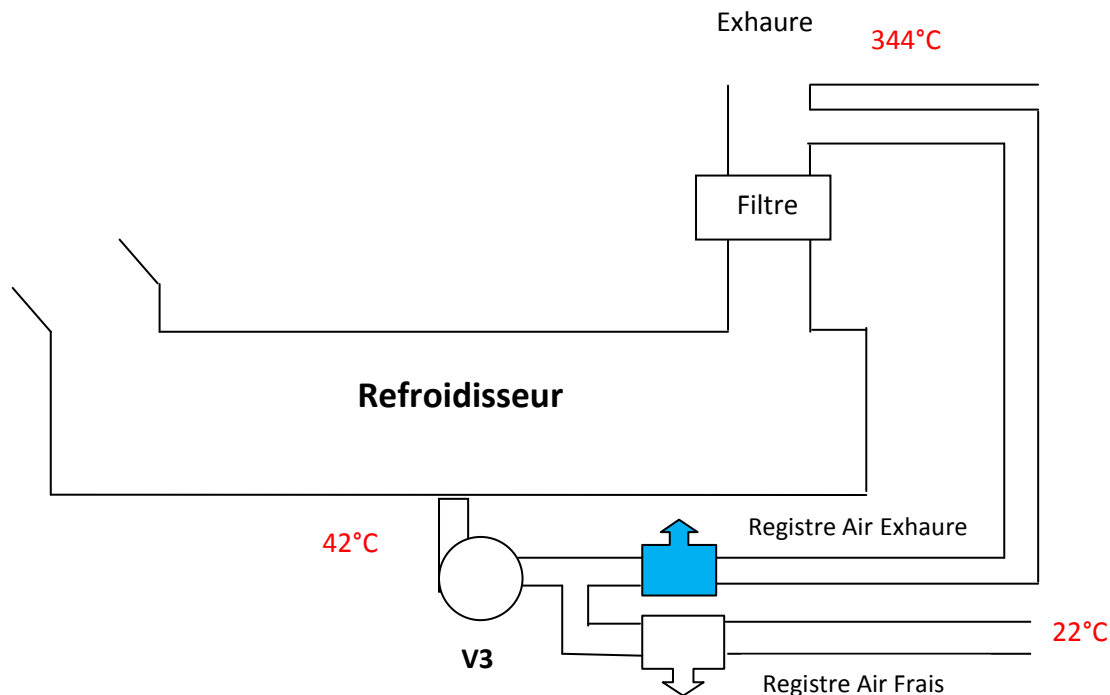 Exhaure
344°C
Filtre
Refroidisseur
Registre Air Exhaure
42°C
22°C
V3
Registre Air Frais